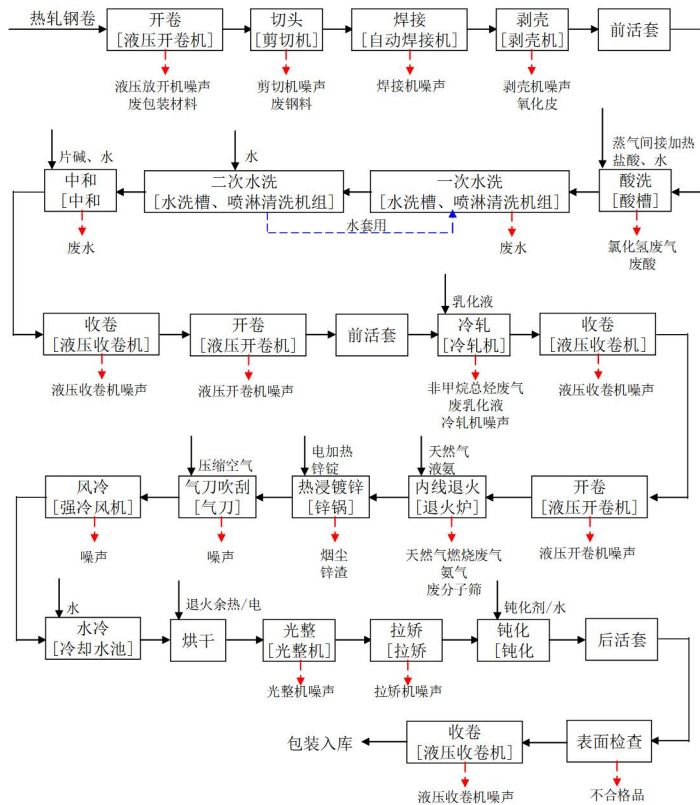 热轧钢卷
开卷
[液压开卷机]
切头
[剪切机]
焊接
[自动焊接机]
剥壳
[剥壳机]
前活套
液压放开机噪声
废包装材料
剪切机噪声
废钢料
焊接机噪声
剥壳机噪声
氧化皮
片碱、水
水
蒸气间接加热
盐酸、水
中和
[中和
二次水洗
[水洗槽、喷淋清洗机组]
一次水洗
[水洗槽、喷淋清洗机组]
酸洗
[酸槽]
废水
水套用
废水
氯化氢废气
废酸
乳化液
收卷
[液压收卷机]
开卷
[液压开卷机]
前活套
冷轧
[冷轧机]
收卷
[液压收卷机]
液压收卷机噪声
液压开卷机噪声
非甲烷总烃废气
废乳化液
冷轧机噪声
液压收卷机噪声
压缩空气
电加热
锌锭
天然气
液氨
风冷
[强冷风机]
气刀吹刮
[气刀]
热浸镀锌
[锌锅]
内线退火
[退火炉]
开卷
[液压开卷机]
噪声
噪声
烟尘
锌渣
天然气燃烧废气
氨气
废分子筛
液压开卷机噪声
水
退火余热/电
钝化剂/水
水冷
[冷却水池]
烘干
光整
[光整机]
拉矫
[拉矫
钝化
[钝化
后活套
光整机噪声
拉矫机噪声
包装入库
收卷
[液压收卷机]
表面检查
液压收卷机噪声
不合格品